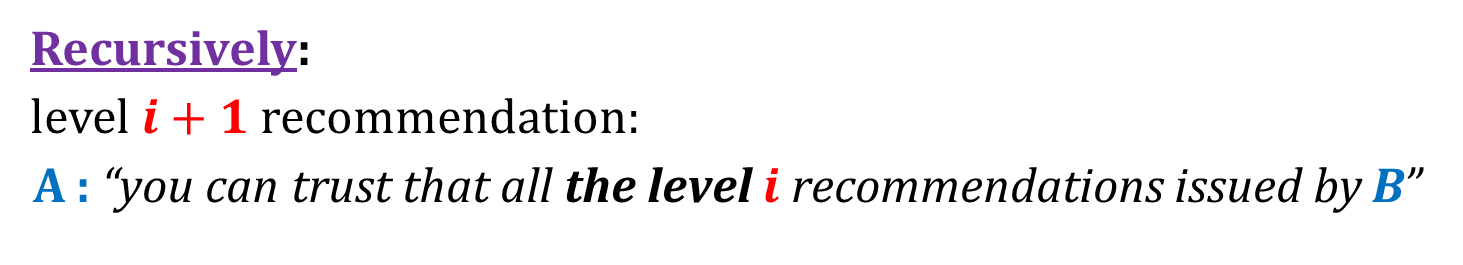 Recursively:
level i + 1 recommendation:
A : “you can trust that all the level i recommendations issued by B”